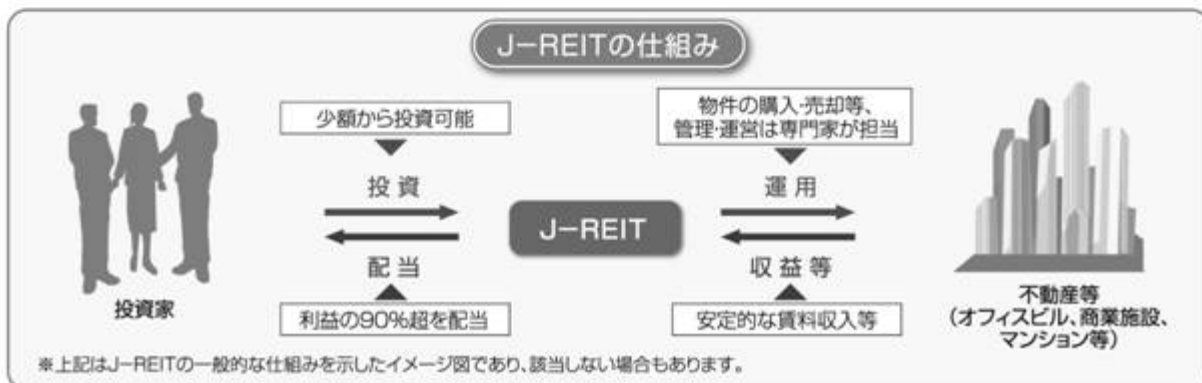 J-REITの仕組み
少額から投資可能
物件の購入・売却等、
管理・運営は専門家が担当
投資
運用
J-REIT
配当
収益等
利益の90%超を配当
安定的な賃料収入等
投資家
不動産等
(オフィスビル、商業施設、
マンション等)
※上記はJ-REITの一般的な仕組みを示したイメージ図であり、該当しない場合もあります。